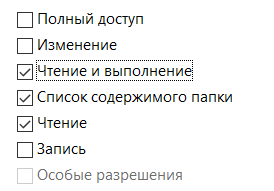 Полный доступ
Изменение
Чтение и выполнение
Список содержимого папки
Чтение
Запись
Особые разрешения